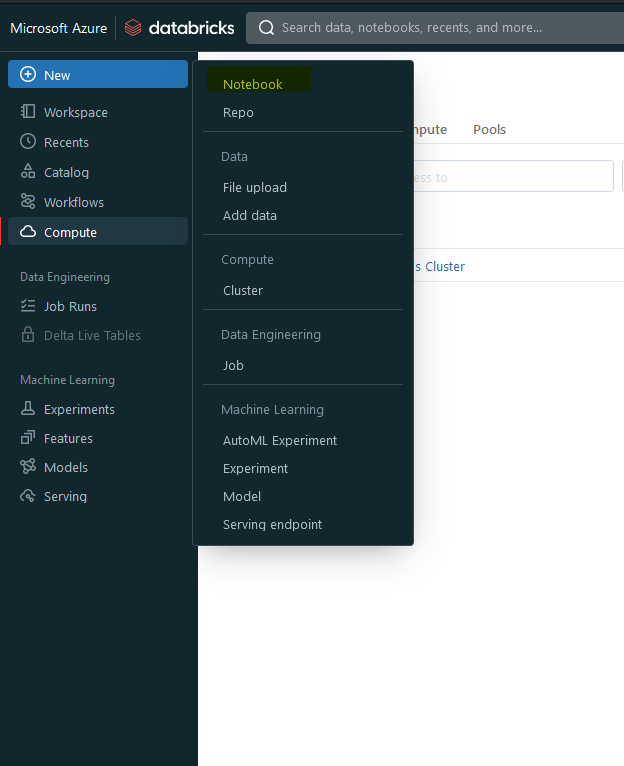 Microsoft Azure databricks Search data, notebooks, recents, and more...
New
Workspace
Recents
Catalog
Workflows
Compute
Data Engineering
Job Runs
Delta Live Tables
Machine Learning
Experiments
Features
Models
Serving
Notebook
Repo
Data
File upload
Add data
Compute
Cluster
Data Engineering
Job
Machine Learning
AutoML Experiment
Experiment
Model
Serving endpoint
Pools
to
Cluster